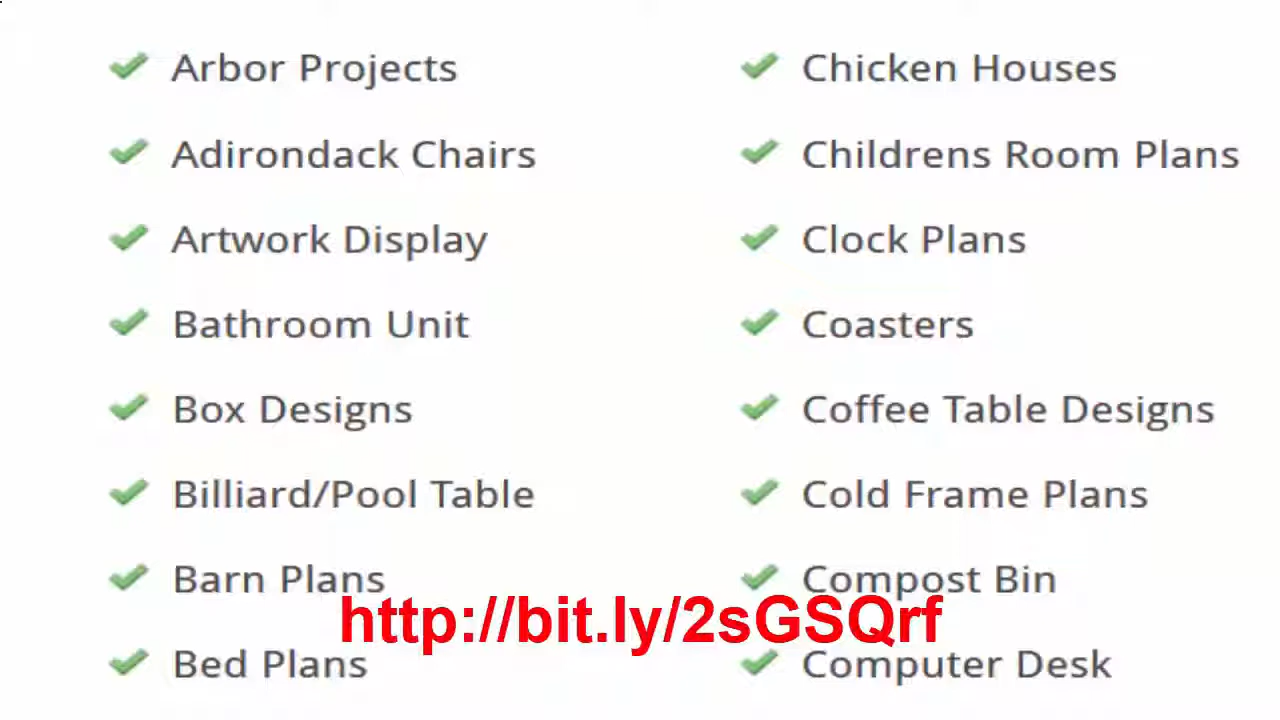 Arbor Projects
Adirondack Chairs
Artwork Display
Bathroom Unit
Box Designs
Billiard/Pool Table
Barn Plans
Bed Plans
Chicken Houses
Childrens Room Plans
Clock Plans
Coasters
Coffee Table Designs
Cold Frame Plans
Compost Bin
Computer Desk
http://bit.ly/2sGSQrf